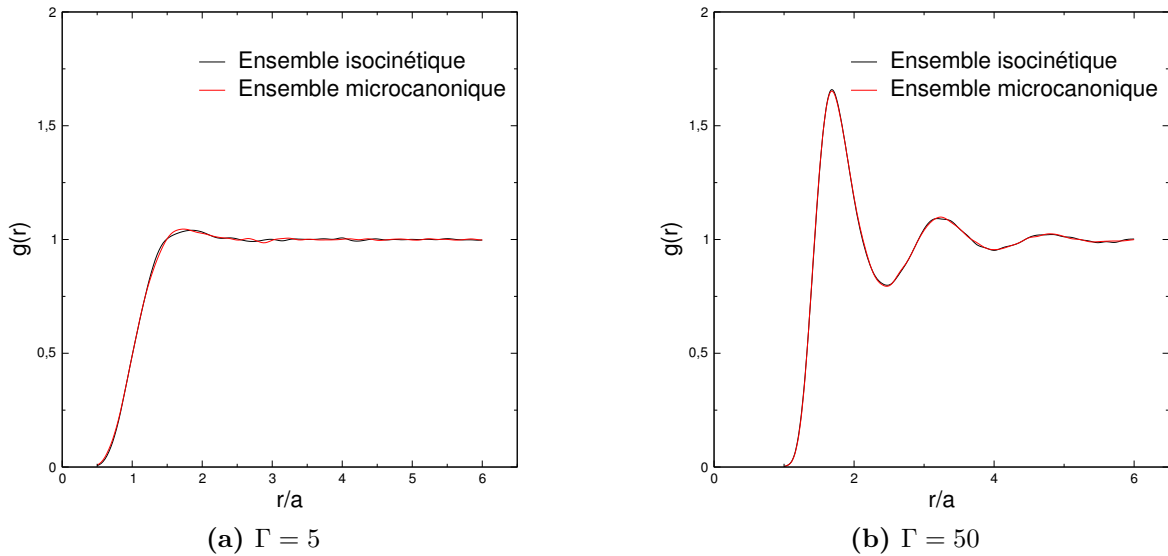 2
1,5
1
0,5
0
g(r)
Ensemble isocinétique
Ensemble microcanonique
0 1 2 3 4 5 6
r/a
(a) Γ = 5
2
1,5
1
0,5
0
g(r)
Ensemble isocinétique
Ensemble microcanonique
0 2 4 6
r/a
(b) Γ = 50